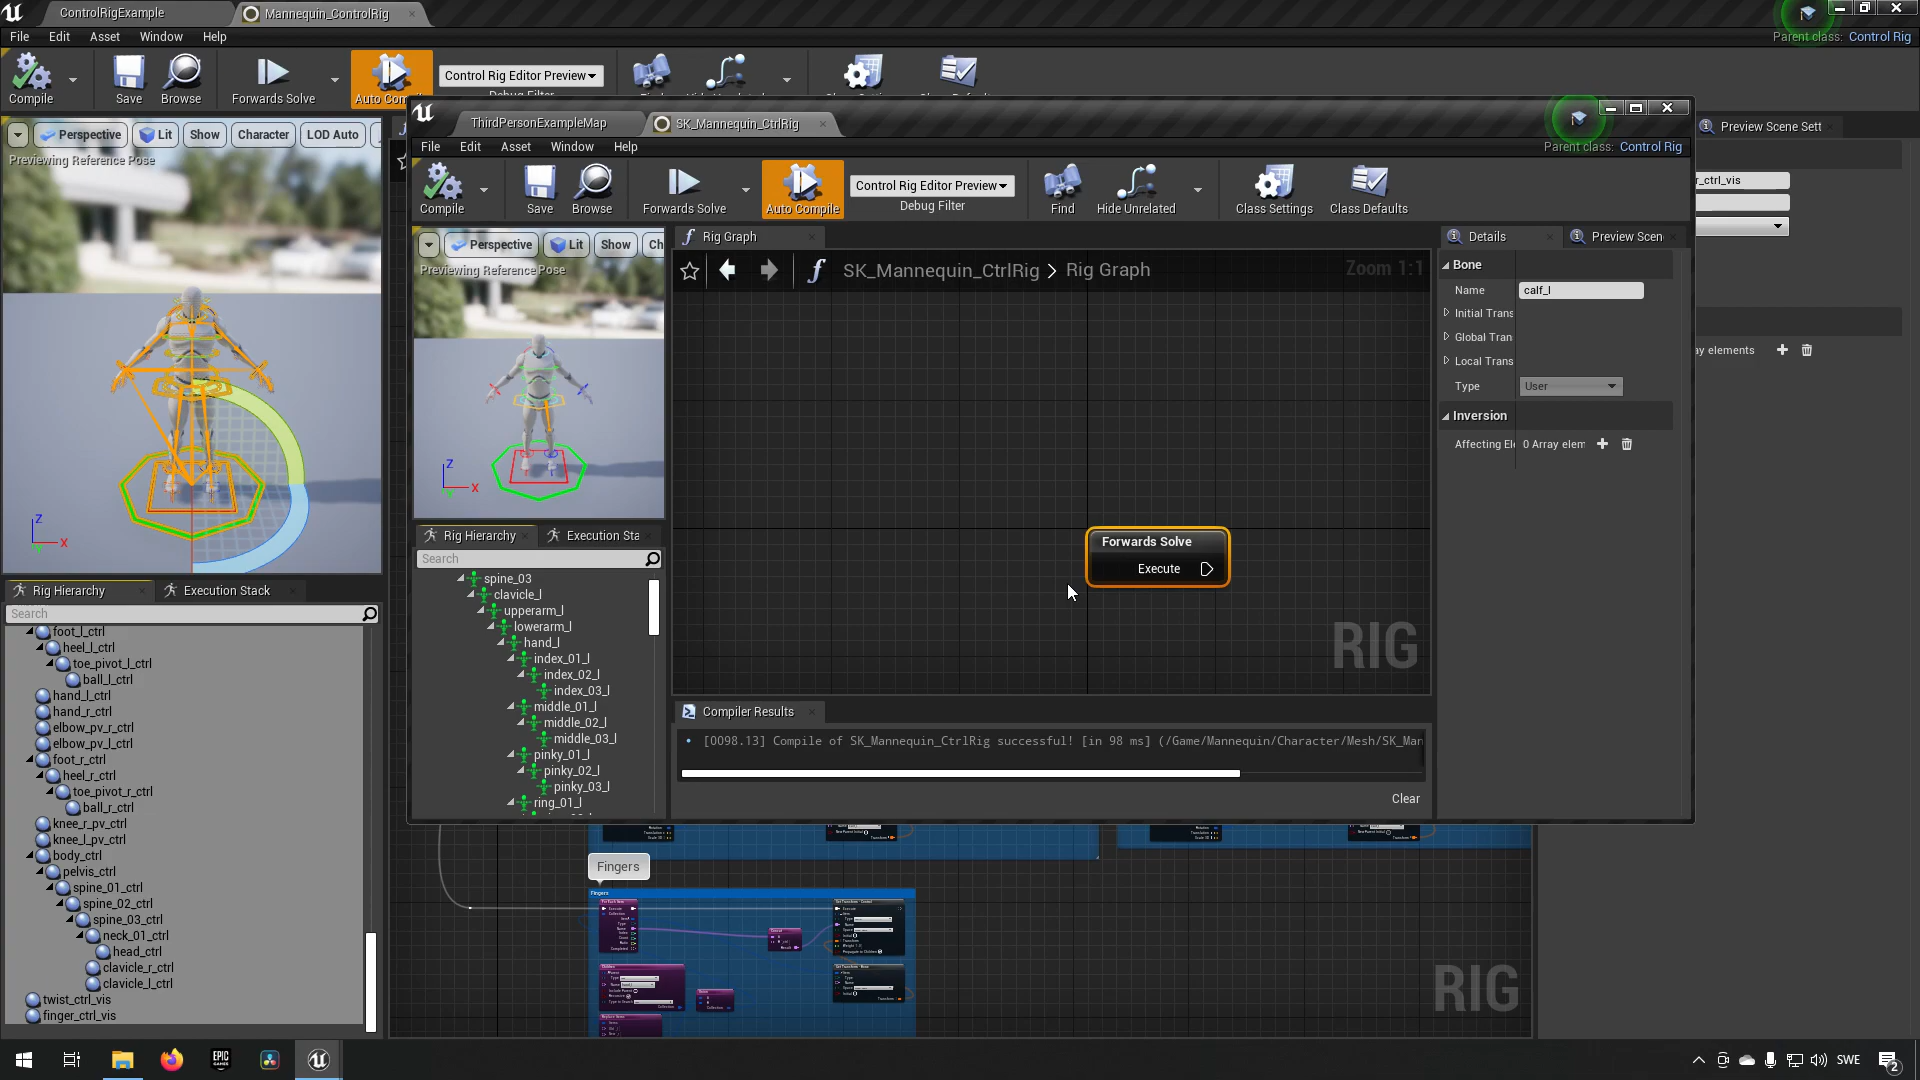 ControlRigExample
Mannequin_ControlRig
File Edit Asset Window Help
Parent class: Control Rig
Compile
Save
Browse
Forwards Solve
Control Rig Editor Preview
Perspective
Lit
Show
Character
LOD Auto
Previewing Reference Pose
Z
X
Rig Hierarchy
Execution Stack
Search
foot_l_ctrl
heel_l_ctrl
toe_pivot_l_ctrl
ball_l_ctrl
hand_l_ctrl
hand_r_ctrl
elbow_pv_r_ctrl
elbow_pv_l_ctrl
foot_r_ctrl
heel_r_ctrl
toe_pivot_r_ctrl
ball_r_ctrl
knee_r_pv_ctrl
knee_l_pv_ctrl
body_ctrl
pelvis_ctrl
spine_01_ctrl
spine_02_ctrl
spine_03_ctrl
neck_01_ctrl
head_ctrl
clavicle_r_ctrl
clavicle_l_ctrl
twist_ctrl_vis
finger_ctrl_vis
ThirdPersonExampleMap
SK_Mannequin_CtrlRig
File Edit Asset Window Help
Parent class: Control Rig
Compile
Save
Browse
Forwards Solve
Auto Compile
Control Rig Editor Preview
Debug Filter
Find
Hide Unrelated
Class Settings
Class Defaults
Perspective
Lit
Show
Ch
Previewing Reference Pose
Z
X
Rig Hierarchy
Execution Sta
Search
spine_03
clavicle_l
upperarm_l
lowerarm_l
hand_l
index_01_l
index_02_l
index_03_l
middle_01_l
middle_02_l
middle_03_l
pinky_01_l
pinky_02_l
pinky_03_l
ring_01_l
Rig Graph
SK_Mannequin_CtrlRig > Rig Graph
Zoom 1:1
Forwards Solve
Execute
RIG
Compiler Results
[0098.13] Compile of SK_Mannequin_CtrlRig successful! [in 98 ms] (/Game/Mannequin/Character/Mesh/SK_Man
Clear
Details
Preview Scen
Bone
Name calf_l
Initial Trans
Global Tran
Local Trans
Type User
Inversion
Affecting El 0 Array elem
Preview Scene Sett
r_ctrl_vis
ay elements
Fingers
Fingers
RIG
EPIC GAMES
SWE
2